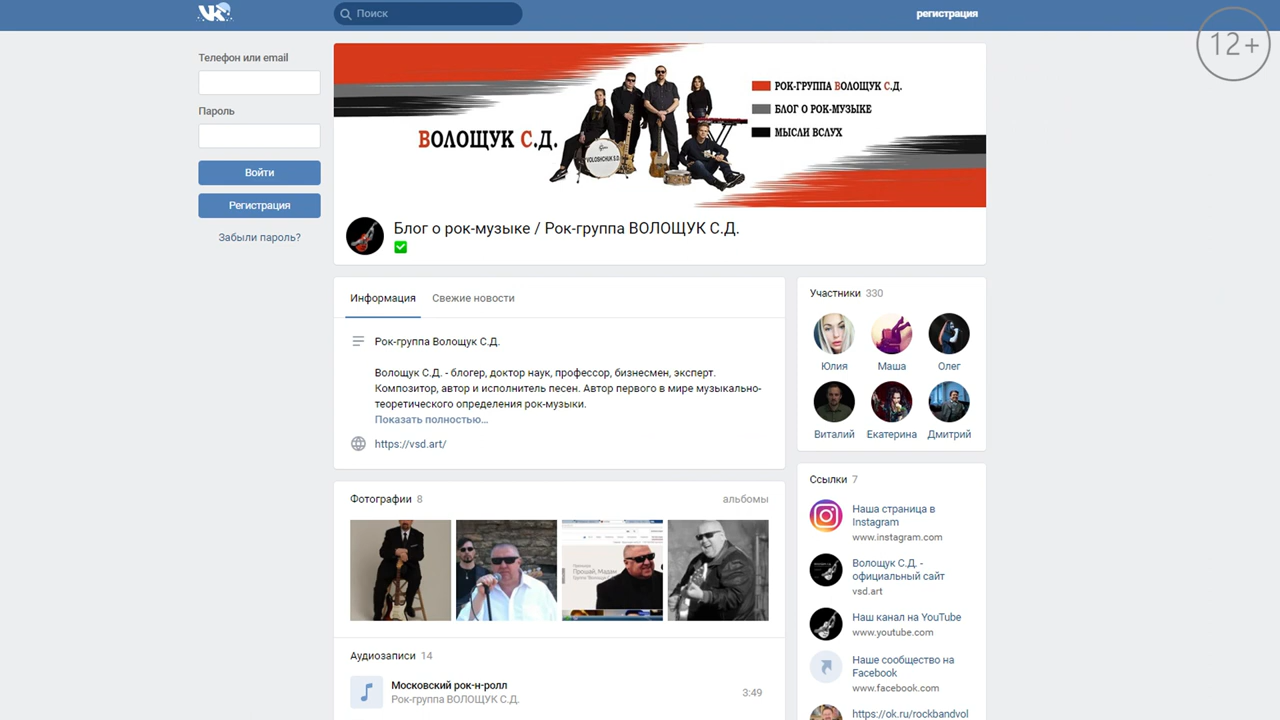 Поиск
регистрация
12+
Телефон или email
Пароль
Войти
Регистрация
Забыли пароль?
ВОЛОЩУК С.Д.
VOLOSHCHUK S.D.
РОК-ГРУППА ВОЛОЩУК С.Д.
БЛОГ О РОК-МУЗЫКЕ
МЫСЛИ ВСЛУХ
Блог о рок-музыке / Рок-группа ВОЛОЩУК С.Д.
Информация Свежие новости
Рок-группа Волощук С.Д.
Волощук С.Д. - блогер, доктор наук, профессор, бизнесмен, эксперт.
Композитор, автор и исполнитель песен. Автор первого в мире музыкально-
теоретического определения рок-музыки.
Показать полностью...
https://vsd.art/
Фотографии 8
альбомы
Аудиозаписи 14
Московский рок-н-ролл
Рок-группа ВОЛОЩУК С.Д.
3:49
Участники 330
Юлия Маша Олег
Виталий Екатерина Дмитрий
Ссылки 7
Наша страница в
Instagram
www.instagram.com
Волощук С.Д. -
официальный сайт
vsd.art
Наш канал на YouTube
www.youtube.com
Наше сообщество на
Facebook
www.facebook.com
https://ok.ru/rockbandvol